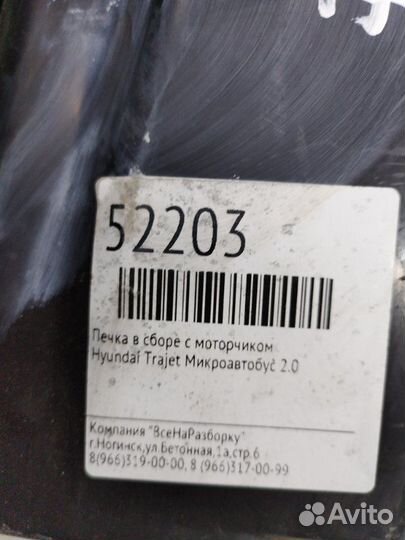 52203
Печка в сборе с моторчиком
Hyundai Trajet Микроавтобус 2.0
Компания "ВсеНаРазборку"
г.Ногинск,ул.Бетонная,1а,стр.6
8(966)319-00-00, 8 (966)317-00-99
Avito